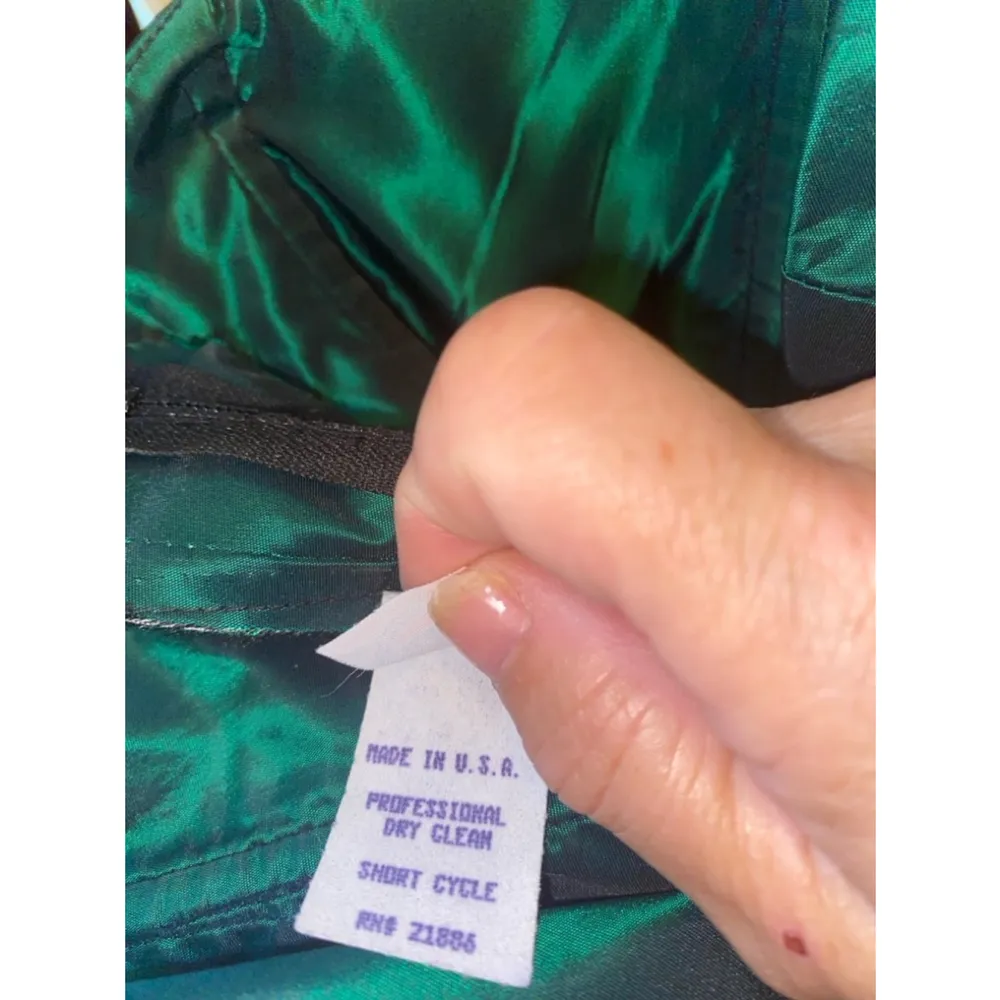 MADE IN U.S.A.
PROFESSIONAL
DRY CLEAN
SHORT CYCLE
RN# 21886